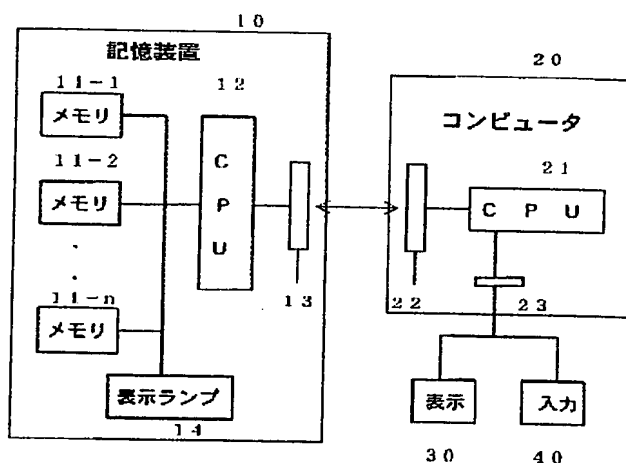 10
記憶装置
11-1
メモリ
11-2
メモリ
・
・
11-n
メモリ
12
CPU
13
表示ランプ
14
20
コンピュータ
21
CPU
22
23
表示
30
入力
40